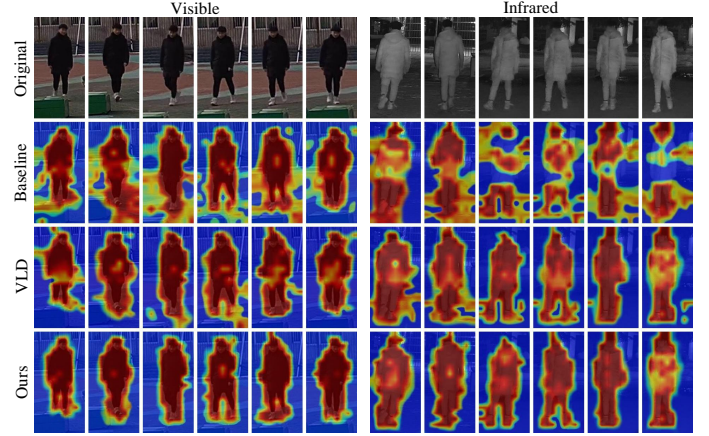 Visible
Infrared
Original
Baseline
VLD
Ours